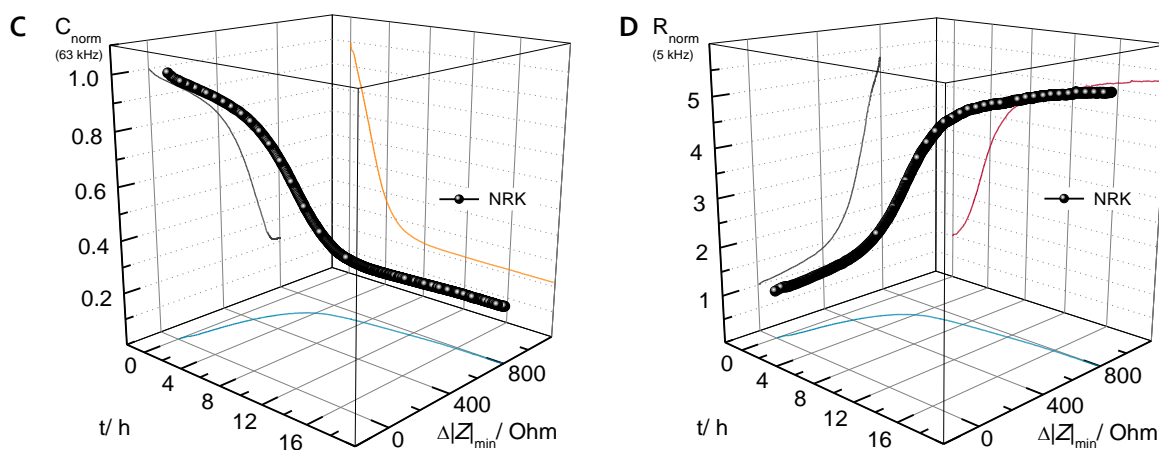 C
C norm
(63 kHz)
1.0
0.8
0.6
0.4
0.2
NRK
0
4
8
12
16
t/ h
0
400
800
Δ|Z|min/ Ohm
D
R norm
(5 kHz)
5
4
3
2
1
NRK
0
4
8
12
16
t/ h
0
400
800
Δ|Z|min/ Ohm